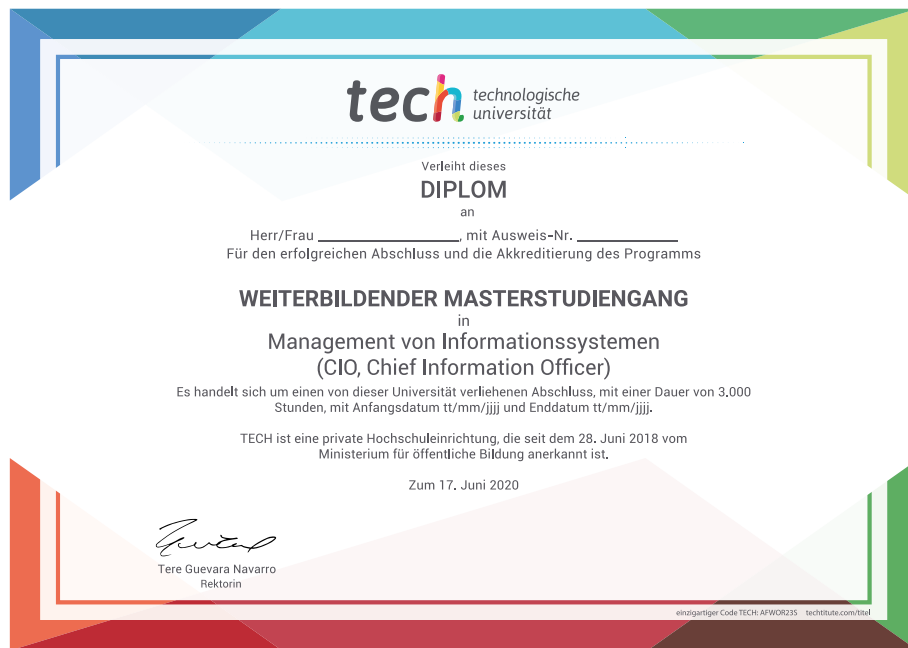 tech technologische
universität
Verleiht dieses
DIPLOM
an
Herr/Frau ____________________, mit Ausweis-Nr. ______________
Für den erfolgreichen Abschluss und die Akkreditierung des Programms
WEITERBILDENDER MASTERSTUDIENGANG
in
Management von Informationssystemen
(CIO, Chief Information Officer)
Es handelt sich um einen von dieser Universität verliehenen Abschluss, mit einer Dauer von 3.000
Stunden, mit Anfangsdatum tt/mm/jjjj und Enddatum tt/mm/jjjj.
TECH ist eine private Hochschuleinrichtung, die seit dem 28. Juni 2018 vom
Ministerium für öffentliche Bildung anerkannt ist.
Zum 17. Juni 2020
Tere Guevara Navarro
Rektorin
einzigartiger Code TECH: AFWOR23S techtitute.com/titel